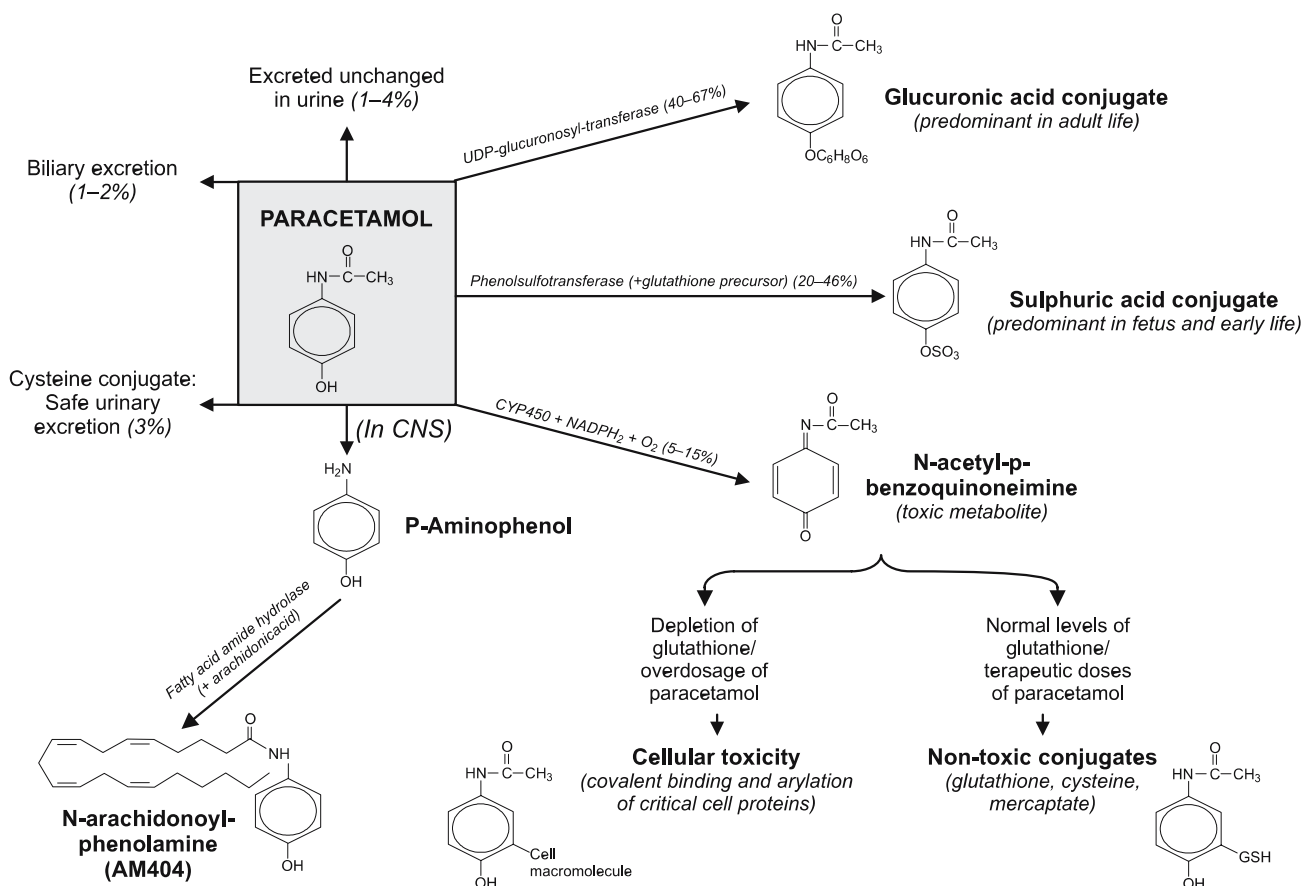 Excreted unchanged
in urine (1–4%)
Biliary excretion
(1–2%)
PARACETAMOL
O
HN–C–CH3
OH
Cysteine conjugate:
Safe urinary
excretion (3%)
(In CNS)
UDP-glucuronosyl-transferase (40–67%)
O
HN–C–CH3
OC6H8O6
Glucuronic acid conjugate
(predominant in adult life)
Phenolsulfotransferase (+glutathione precursor) (20–46%)
O
HN–C–CH3
OSO3
Sulphuric acid conjugate
(predominant in fetus and early life)
CYP450 + NADPH2 + O2 (5–15%)
O
N–C–CH3
O
N-acetyl-p-
benzoquinoneimine
(toxic metabolite)
H2N
OH
P-Aminophenol
Fatty acid amide hydrolase
(+ arachidonicacid)
O
NH
OH
N-arachidonoyl-
phenolamine
(AM404)
Depletion of
glutathione/
overdosage of
paracetamol
Cellular toxicity
(covalent binding and arylation
of critical cell proteins)
O
HN–C–CH3
Cell
macromolecule
OH
Normal levels of
glutathione/
terapeutic doses
of paracetamol
Non-toxic conjugates
(glutathione, cysteine,
mercaptate)
O
HN–C–CH3
GSH
OH